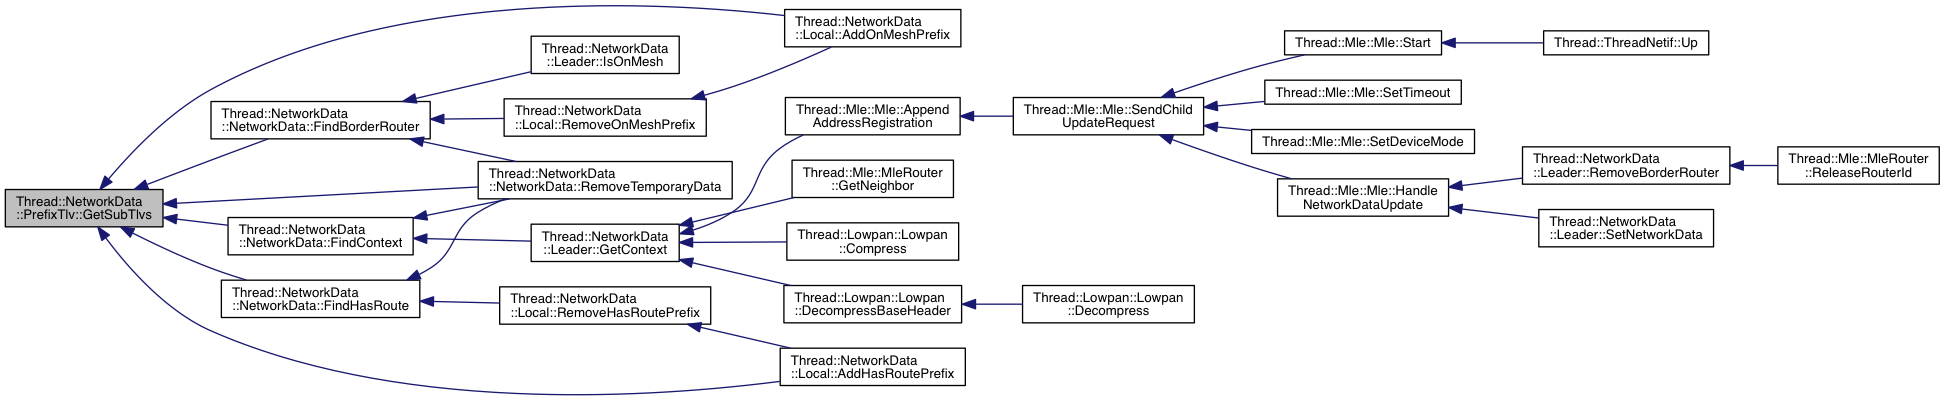 Thread::NetworkData
::PrefixTlv::GetSubTlvs
Thread::NetworkData
::NetworkData::FindBorderRouter
Thread::NetworkData
::NetworkData::FindContext
Thread::NetworkData
::NetworkData::FindHasRoute
Thread::NetworkData
::Leader::IsOnMesh
Thread::NetworkData
::Local::RemoveOnMeshPrefix
Thread::NetworkData
::NetworkData::RemoveTemporaryData
Thread::NetworkData
::Leader::GetContext
Thread::NetworkData
::Local::RemoveHasRoutePrefix
Thread::NetworkData
::Local::AddOnMeshPrefix
Thread::Mle::Mle::Append
AddressRegistration
Thread::Mle::MleRouter
::GetNeighbor
Thread::Lowpan::Lowpan
::Compress
Thread::Lowpan::Lowpan
::DecompressBaseHeader
Thread::NetworkData
::Local::AddHasRoutePrefix
Thread::Mle::Mle::SendChild
UpdateRequest
Thread::Lowpan::Lowpan
::Decompress
Thread::Mle::Mle::Start
Thread::Mle::Mle::SetTimeout
Thread::Mle::Mle::SetDeviceMode
Thread::Mle::Mle::Handle
NetworkDataUpdate
Thread::ThreadNetif::Up
Thread::NetworkData
::Leader::RemoveBorderRouter
Thread::NetworkData
::Leader::SetNetworkData
Thread::Mle::MleRouter
::ReleaseRouterId